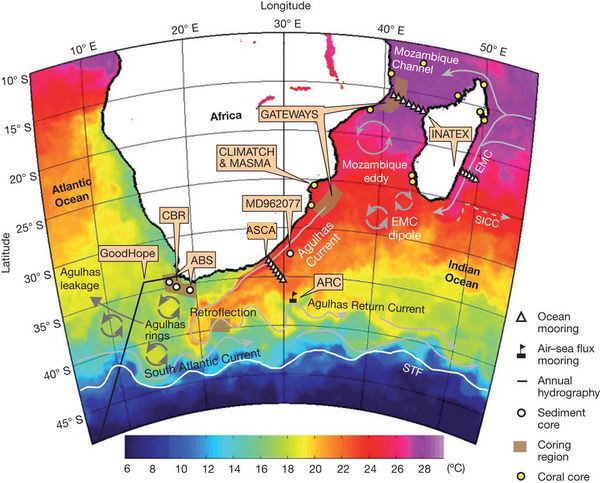 Longitude
10° E
20° E
30° E
40° E
50° E
10° S
15° S
20° S
25° S
30° S
35° S
40° S
45° S
Latitude
Mozambique
Channel
Africa
GATEWAYS
INATEX
CLIMATCH
& MASMA
Mozambique
eddy
EMC
Atlantic
Ocean
MD962077
CBR
ASCA
EMC
dipole
SICC
GoodHope
ABS
Agulhas
Current
Indian
Ocean
Agulhas
leakage
ARC
Retroflection
Agulhas Return Current
Agulhas
rings
South Atlantic Current
STF
Ocean
mooring
Air–sea flux
mooring
Annual
hydrography
Sediment
core
Coring
region
Coral core
6 8 10 12 14 16 18 20 22 24 26 28 (ºC)